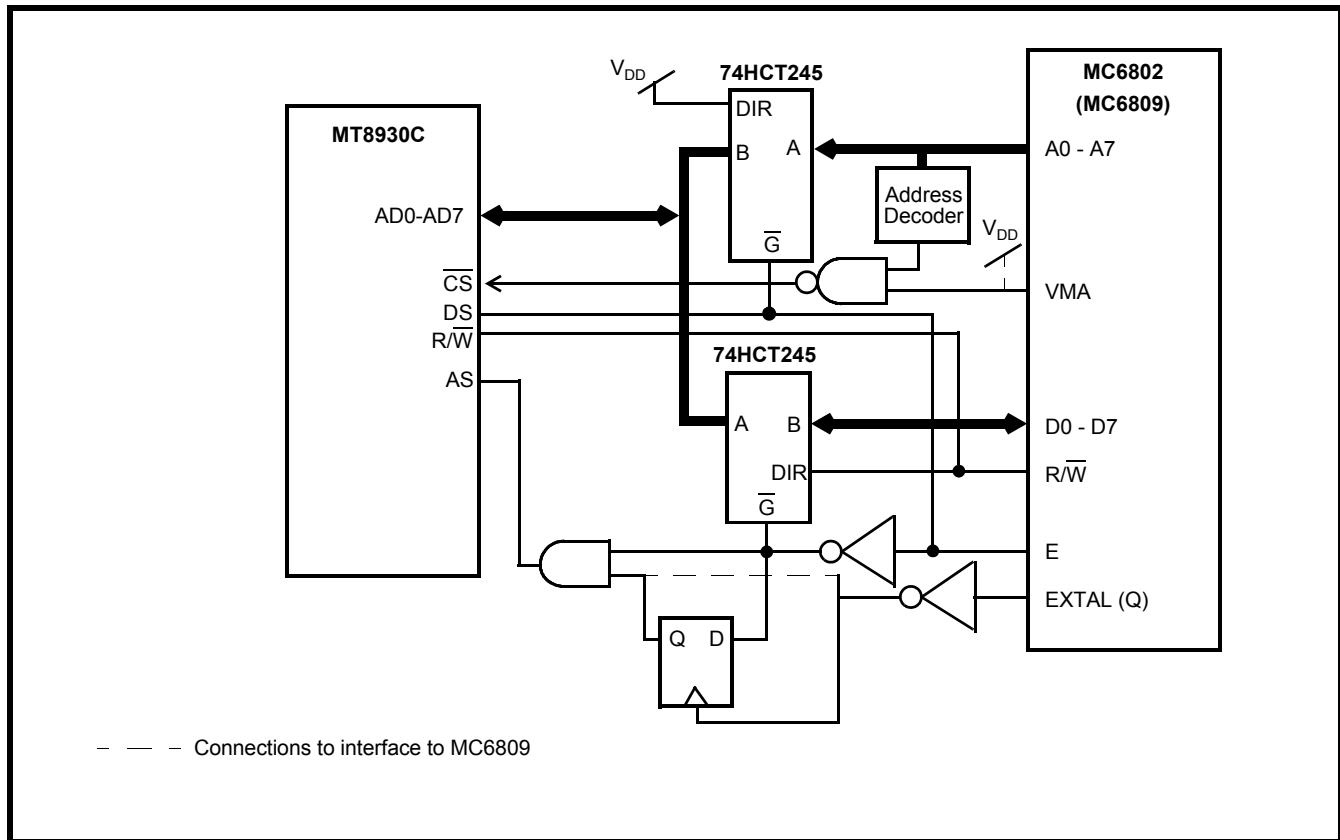 V_DD
74HCT245
MC6802
(MC6809)
DIR
MT8930C
B
A
A0 - A7
Address
Decoder
AD0-AD7
V_DD
G̅
C̅S̅
VMA
DS
R/W̅
74HCT245
AS
A
B
D0 - D7
DIR
R/W̅
G̅
E
EXTAL (Q)
Q
D
Connections to interface to MC6809